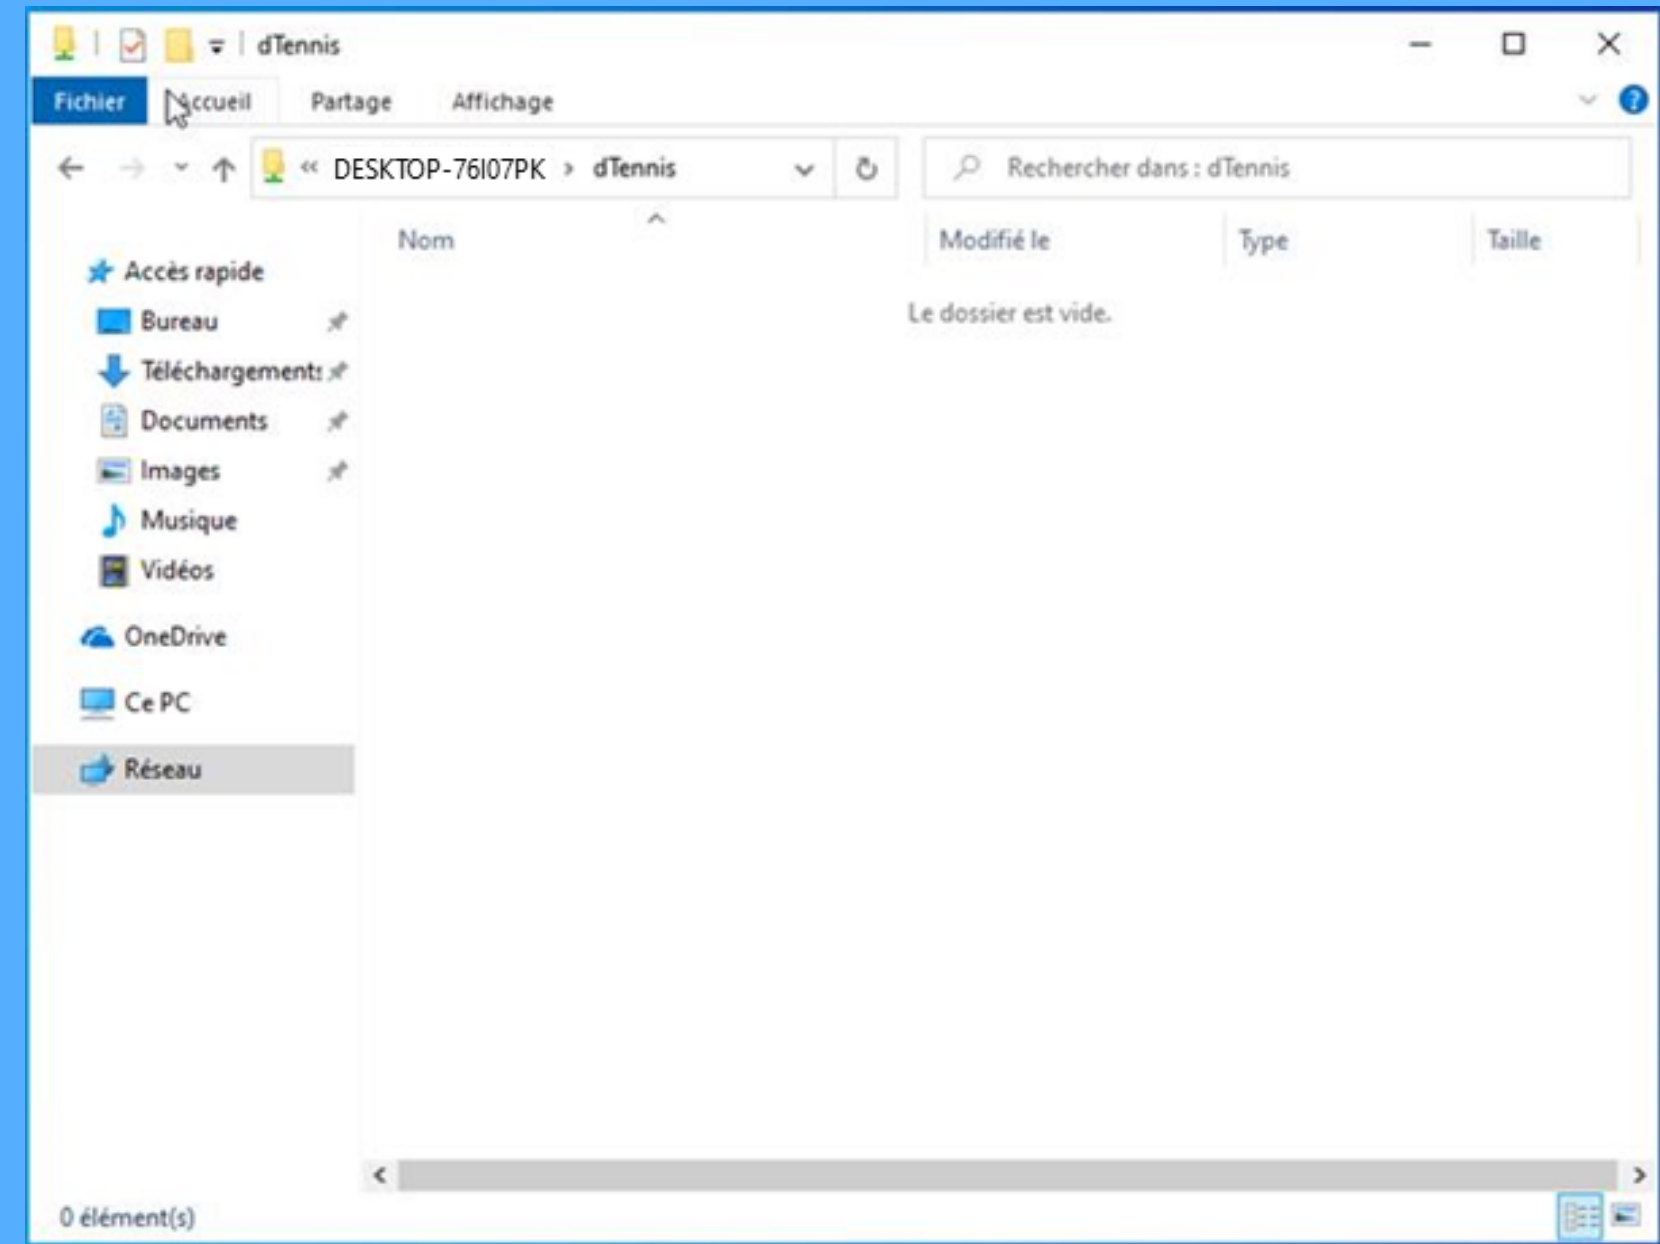 dTennis
Fichier Accueil Partage Affichage
« DESKTOP-76I07PK > dTennis
Rechercher dans : dTennis
Nom Modifié le Type Taille
Le dossier est vide.
Accès rapide
Bureau
Téléchargements
Documents
Images
Musique
Vidéos
OneDrive
Ce PC
Réseau
0 élément(s)